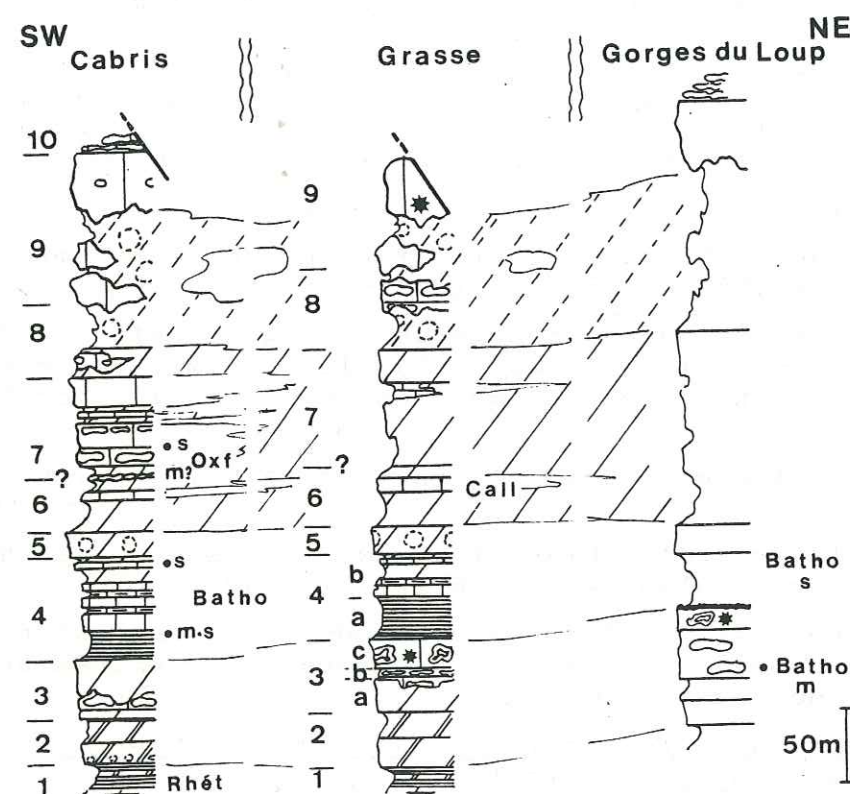 SW
NE
Cabris
Grasse
Gorges du Loup
10
9
9
8
8
7
s
Oxf
7
m?
?
?
6
Call
6
5
5
s
Batho
s
b
Batho
4
4
a
m.s
c
3
b
Batho
m
3
a
2
2
50m
1
Rhét
1